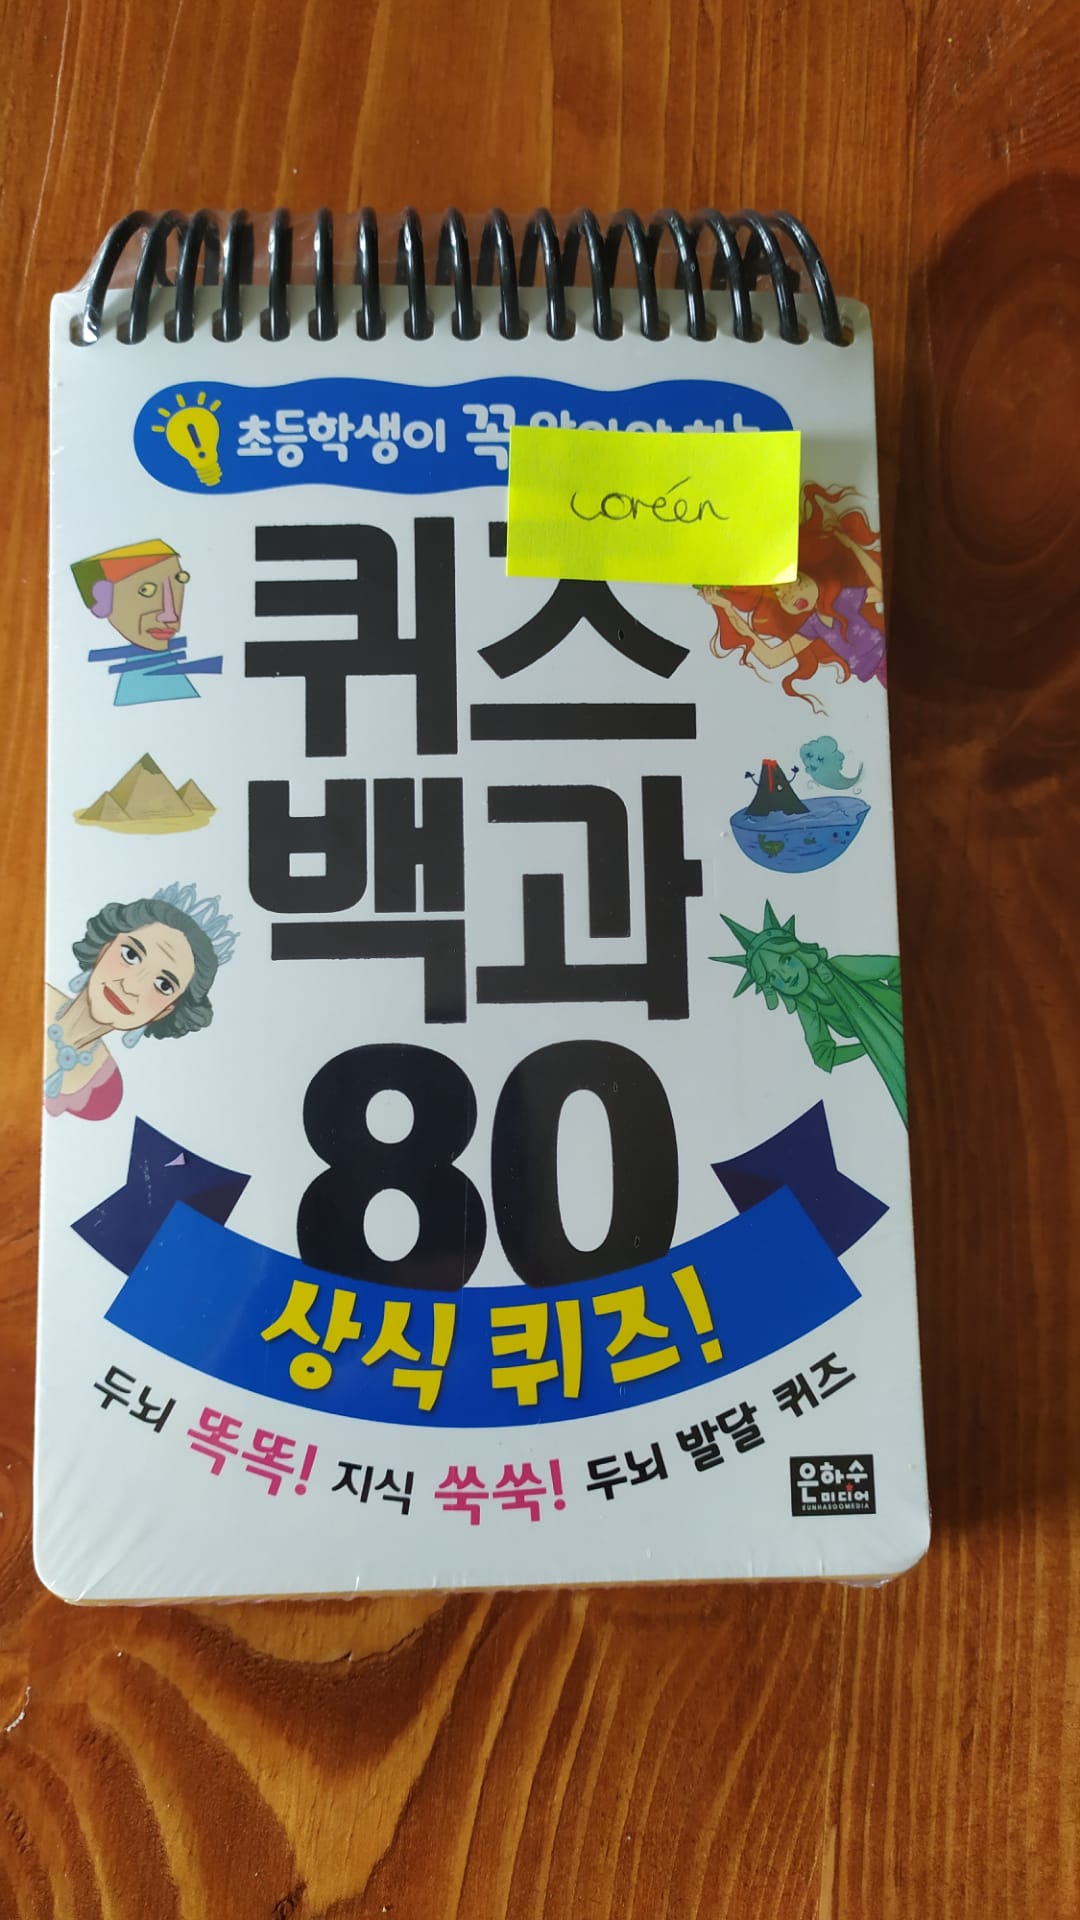 초등학생이 꼭
coréen
퀴즈
백과
80
상식 퀴즈!
두뇌 똑똑! 지식 쑥쑥! 두뇌 발달 퀴즈
은하수
미디어
EUNHASOOMEDIA